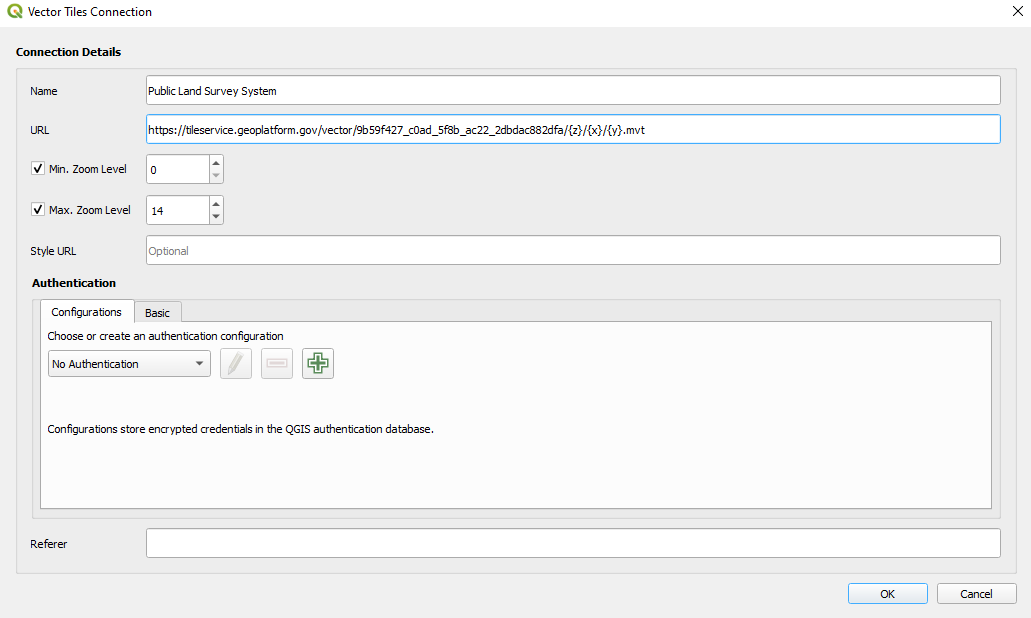 Vector Tiles Connection
Connection Details
Name Public Land Survey System
URL https://tileservice.geoplatform.gov/vector/9b59f427_c0ad_5f8b_ac22_2dbdac882dfa/{z}/{x}/{y}.mvt
Min. Zoom Level 0
Max. Zoom Level 14
Style URL Optional
Authentication
Configurations Basic
Choose or create an authentication configuration
No Authentication
Configurations store encrypted credentials in the QGIS authentication database.
Referer
OK Cancel